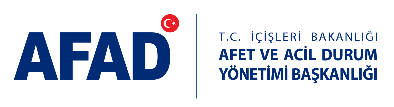 AFAD
T.C. İÇİŞLERİ BAKANLIĞI
AFET VE ACİL DURUM
YÖNETİMİ BAŞKANLIĞI